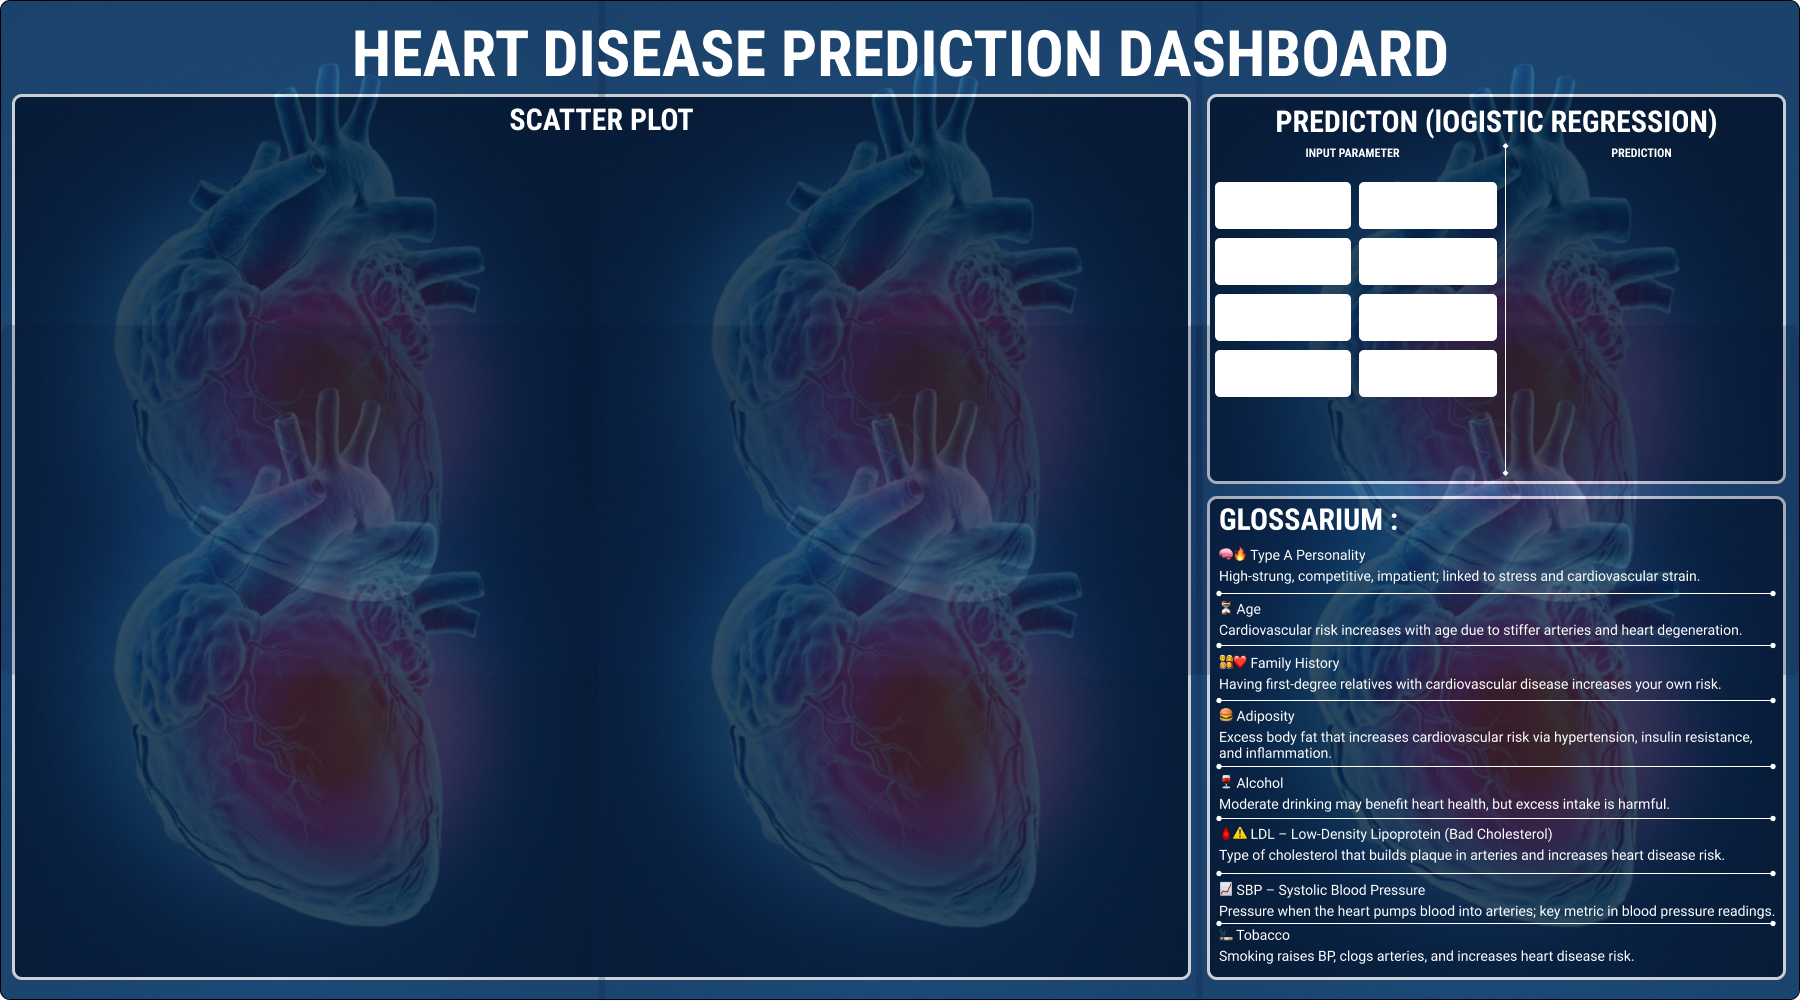 HEART DISEASE PREDICTION DASHBOARD
SCATTER PLOT
PREDICTON (lOGISTIC REGRESSION)
INPUT PARAMETER
PREDICTION
GLOSSARIUM :
🧠🔥 Type A Personality
High-strung, competitive, impatient; linked to stress and cardiovascular strain.
⏳ Age
Cardiovascular risk increases with age due to stiffer arteries and heart degeneration.
👨‍👩‍👧‍👦❤️ Family History
Having first-degree relatives with cardiovascular disease increases your own risk.
🍔 Adiposity
Excess body fat that increases cardiovascular risk via hypertension, insulin resistance,
and inflammation.
🍷 Alcohol
Moderate drinking may benefit heart health, but excess intake is harmful.
🩸⚠️ LDL – Low-Density Lipoprotein (Bad Cholesterol)
Type of cholesterol that builds plaque in arteries and increases heart disease risk.
📈 SBP – Systolic Blood Pressure
Pressure when the heart pumps blood into arteries; key metric in blood pressure readings.
🚬 Tobacco
Smoking raises BP, clogs arteries, and increases heart disease risk.